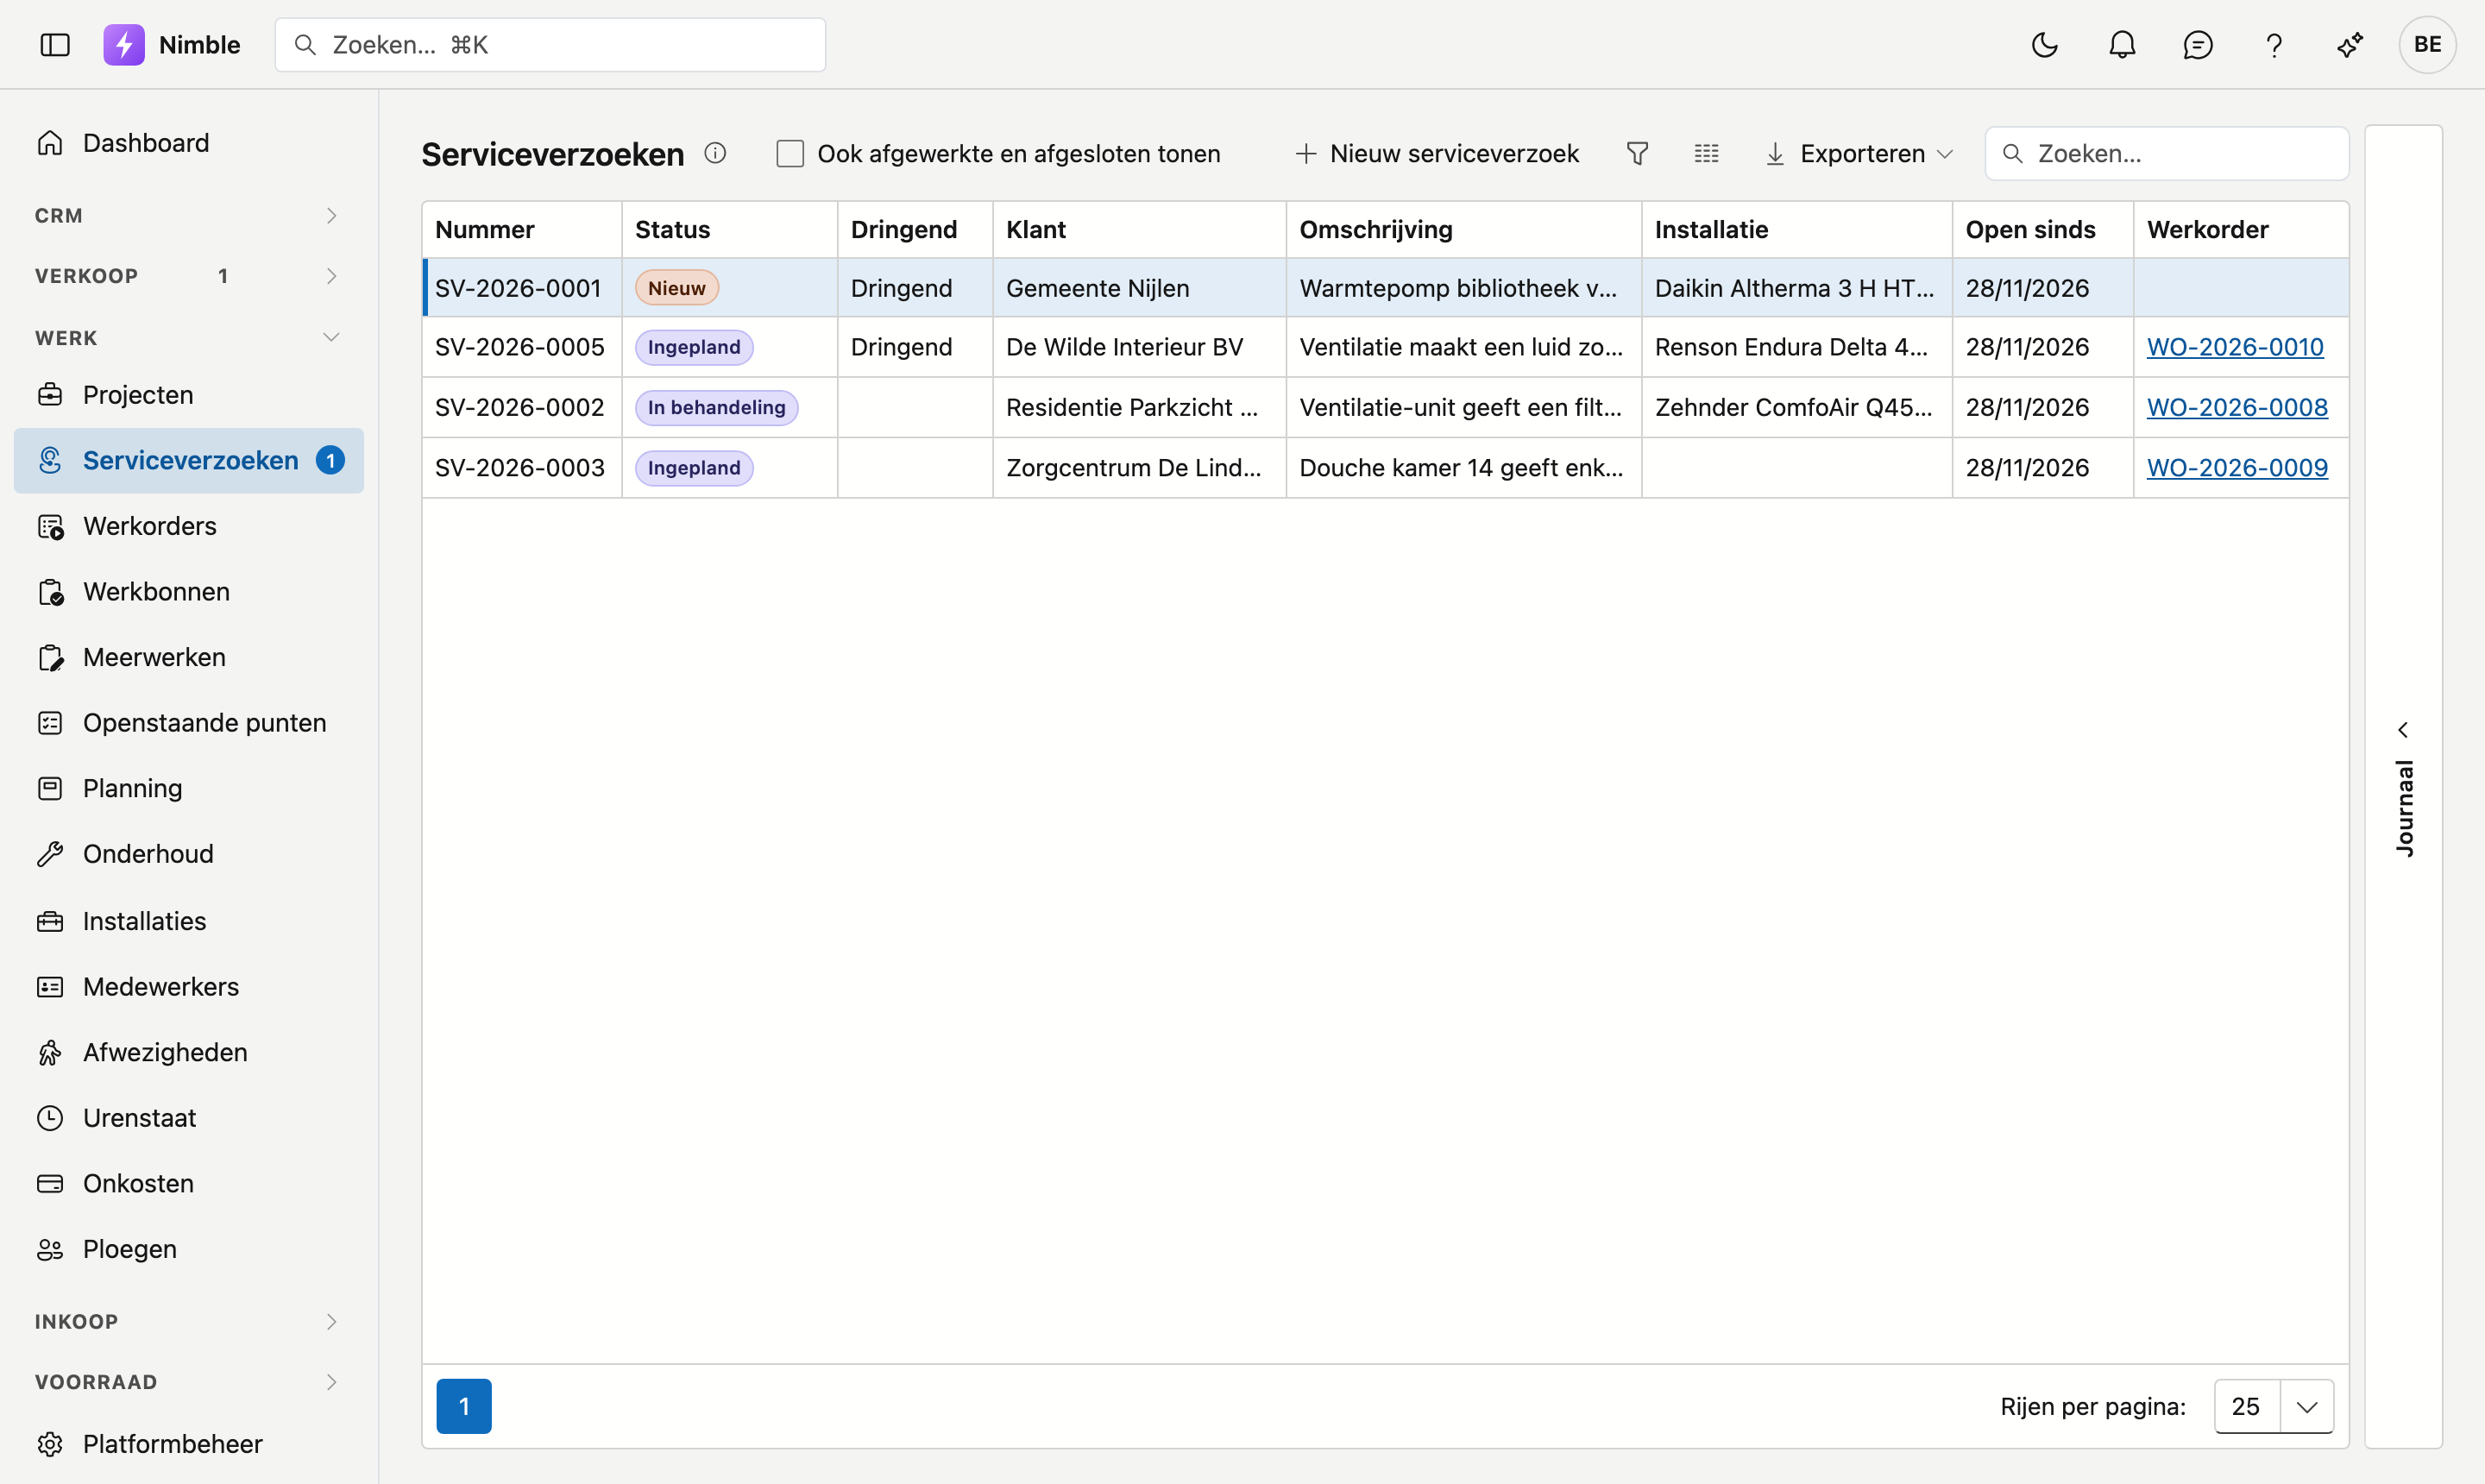 Nimble
Zoeken... ⌘K
BE
Dashboard
CRM
VERKOOP 1
WERK
Projecten
Serviceverzoeken 1
Werkorders
Werkbonnen
Meerwerken
Openstaande punten
Planning
Onderhoud
Installaties
Medewerkers
Afwezigheden
Urenstaat
Onkosten
Ploegen
INKOOP
VOORRAAD
Platformbeheer
Serviceverzoeken
Ook afgewerkte en afgesloten tonen
Nieuw serviceverzoek
Exporteren
Zoeken...
Nummer Status Dringend Klant Omschrijving Installatie Open sinds Werkorder
SV-2026-0001 Nieuw Dringend Gemeente Nijlen Warmtepomp bibliotheek v... Daikin Altherma 3 H HT... 28/11/2026
SV-2026-0005 Ingepland Dringend De Wilde Interieur BV Ventilatie maakt een luid zo... Renson Endura Delta 4... 28/11/2026 WO-2026-0010
SV-2026-0002 In behandeling Residentie Parkzicht ... Ventilatie-unit geeft een filt... Zehnder ComfoAir Q45... 28/11/2026 WO-2026-0008
SV-2026-0003 Ingepland Zorgcentrum De Lind... Douche kamer 14 geeft enk... 28/11/2026 WO-2026-0009
1
Rijen per pagina: 25
Journaal